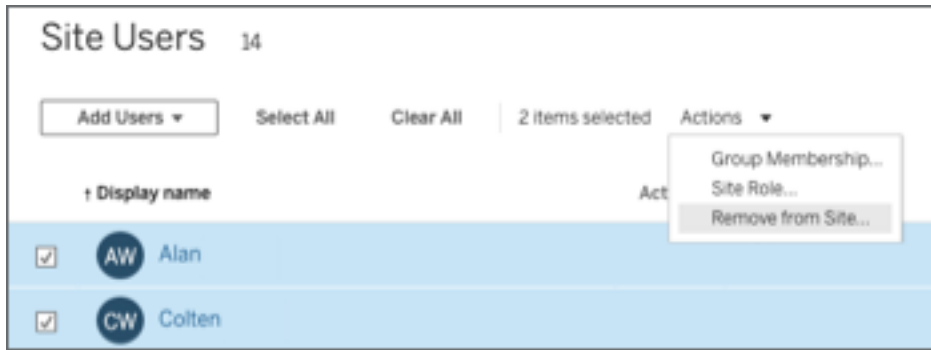 Site Users 14
Add Users Select All Clear All 2 items selected Actions
Group Membership...
Site Role...
↑ Display name Act
Remove from Site...
AW Alan
CW Colten